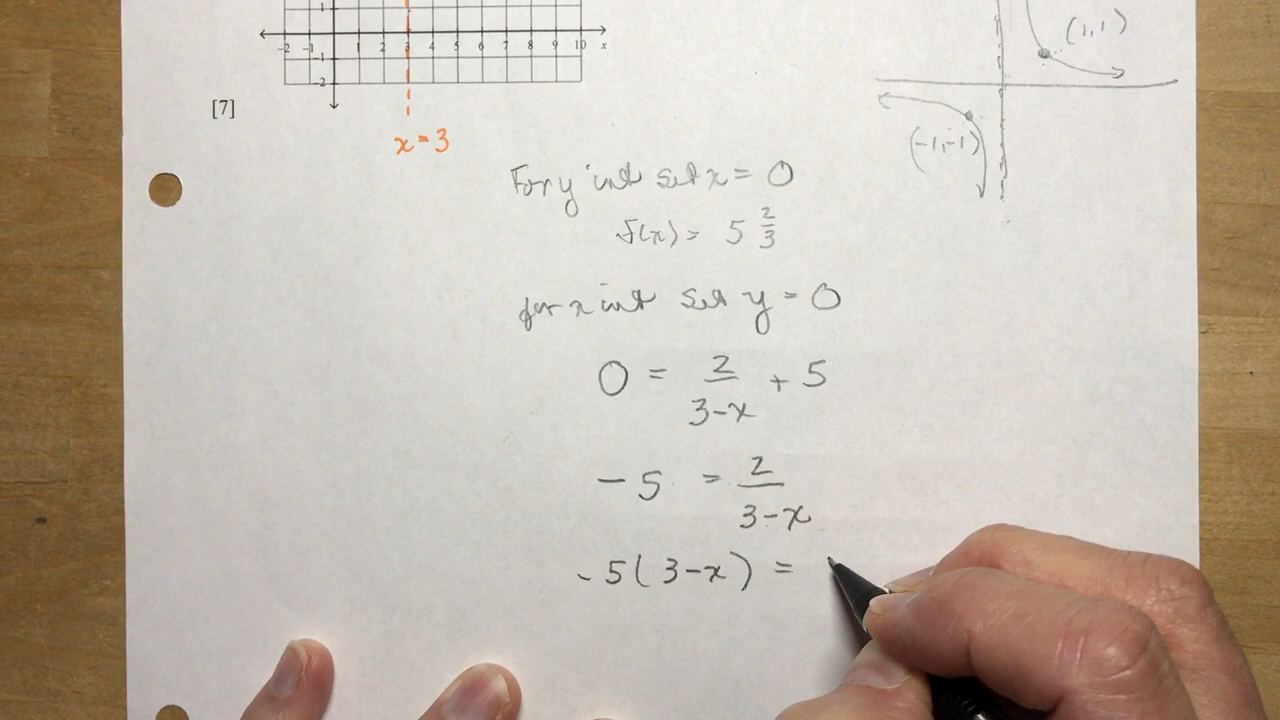 1
-2 -1 1 2 3 4 5 6 7 8 9 10 x
-1
-2
[7]
x = 3
(1,1)
(-1,-1)
For y int set x = 0
f(x) = 5 2/3
for x int set y = 0
0 = 2/(3-x) + 5
-5 = 2/(3-x)
-5(3-x) =